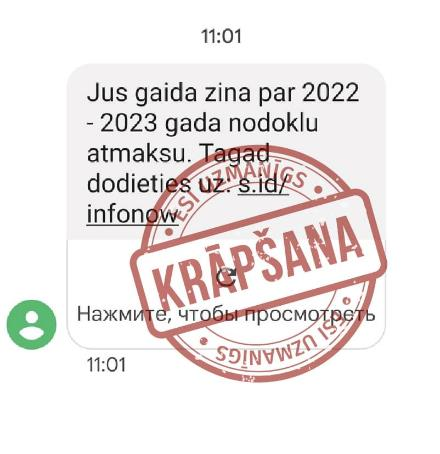 11:01
Jus gaida zina par 2022
- 2023 gada nodoklu
atmaksu. Tagad
dodieties uz: s.id/
infonow
ESI UZMANĪGS
KRĀPŠANA
Нажмите, чтобы просмотреть
ESI UZMANĪGS
11:01